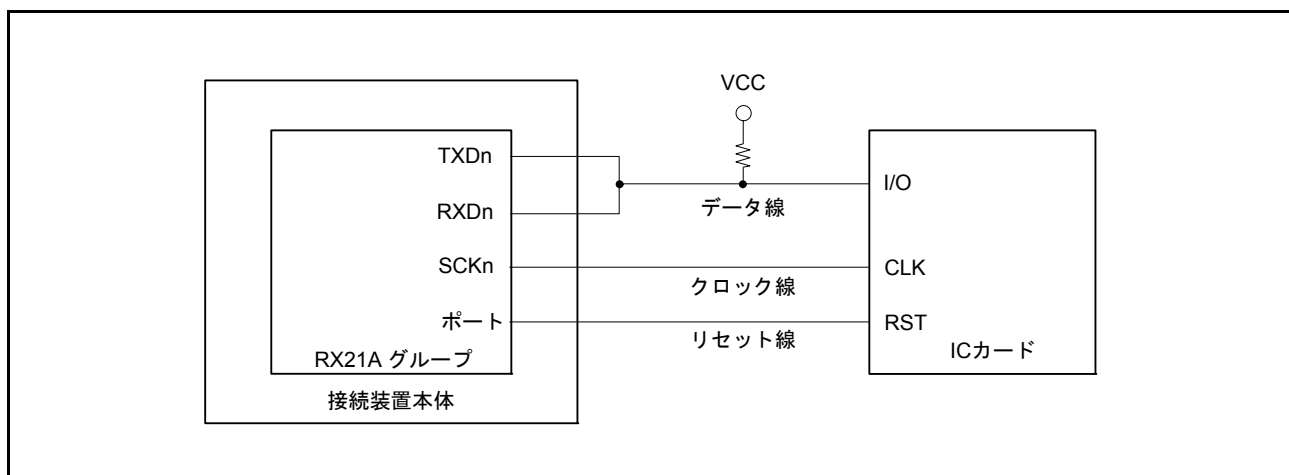 VCC
TXDn
RXDn
SCKn
ポート
RX21A グループ
接続装置本体
データ線
クロック線
リセット線
I/O
CLK
RST
ICカード